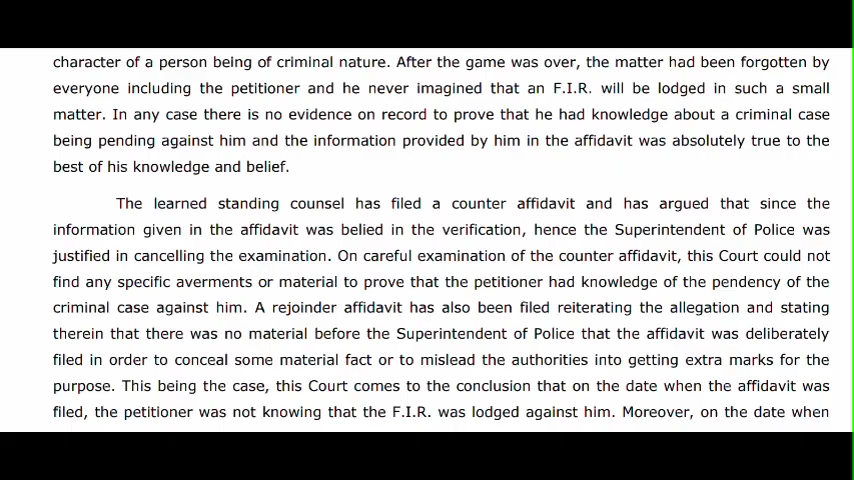 character of a person being of criminal nature. After the game was over, the matter had been forgotten by
everyone including the petitioner and he never imagined that an F.I.R. will be lodged in such a small
matter. In any case there is no evidence on record to prove that he had knowledge about a criminal case
being pending against him and the information provided by him in the affidavit was absolutely true to the
best of his knowledge and belief.
The learned standing counsel has filed a counter affidavit and has argued that since the
information given in the affidavit was belied in the verification, hence the Superintendent of Police was
justified in cancelling the examination. On careful examination of the counter affidavit, this Court could not
find any specific averments or material to prove that the petitioner had knowledge of the pendency of the
criminal case against him. A rejoinder affidavit has also been filed reiterating the allegation and stating
therein that there was no material before the Superintendent of Police that the affidavit was deliberately
filed in order to conceal some material fact or to mislead the authorities into getting extra marks for the
purpose. This being the case, this Court comes to the conclusion that on the date when the affidavit was
filed, the petitioner was not knowing that the F.I.R. was lodged against him. Moreover, on the date when